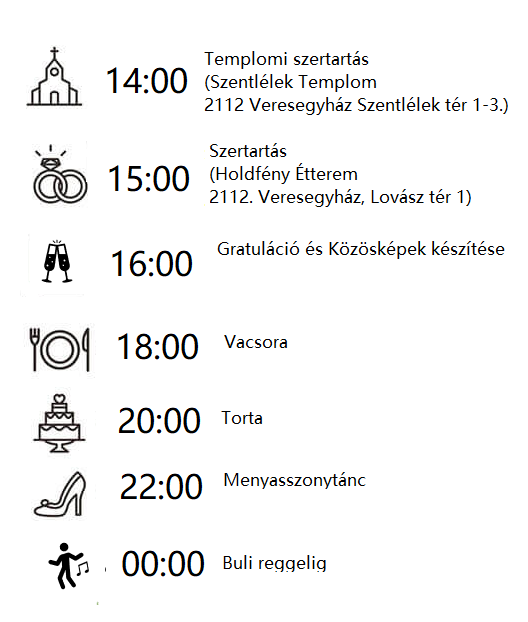 14:00
Templomi szertartás
(Szentlélek Templom
2112 Veresegyház Szentlélek tér 1-3.)
15:00
Szertartás
(Holdfény Étterem
2112. Veresegyház, Lovász tér 1)
16:00
Gratuláció és Közösképek készítése
18:00
Vacsora
20:00
Torta
22:00
Menyasszonytánc
00:00
Buli reggelig